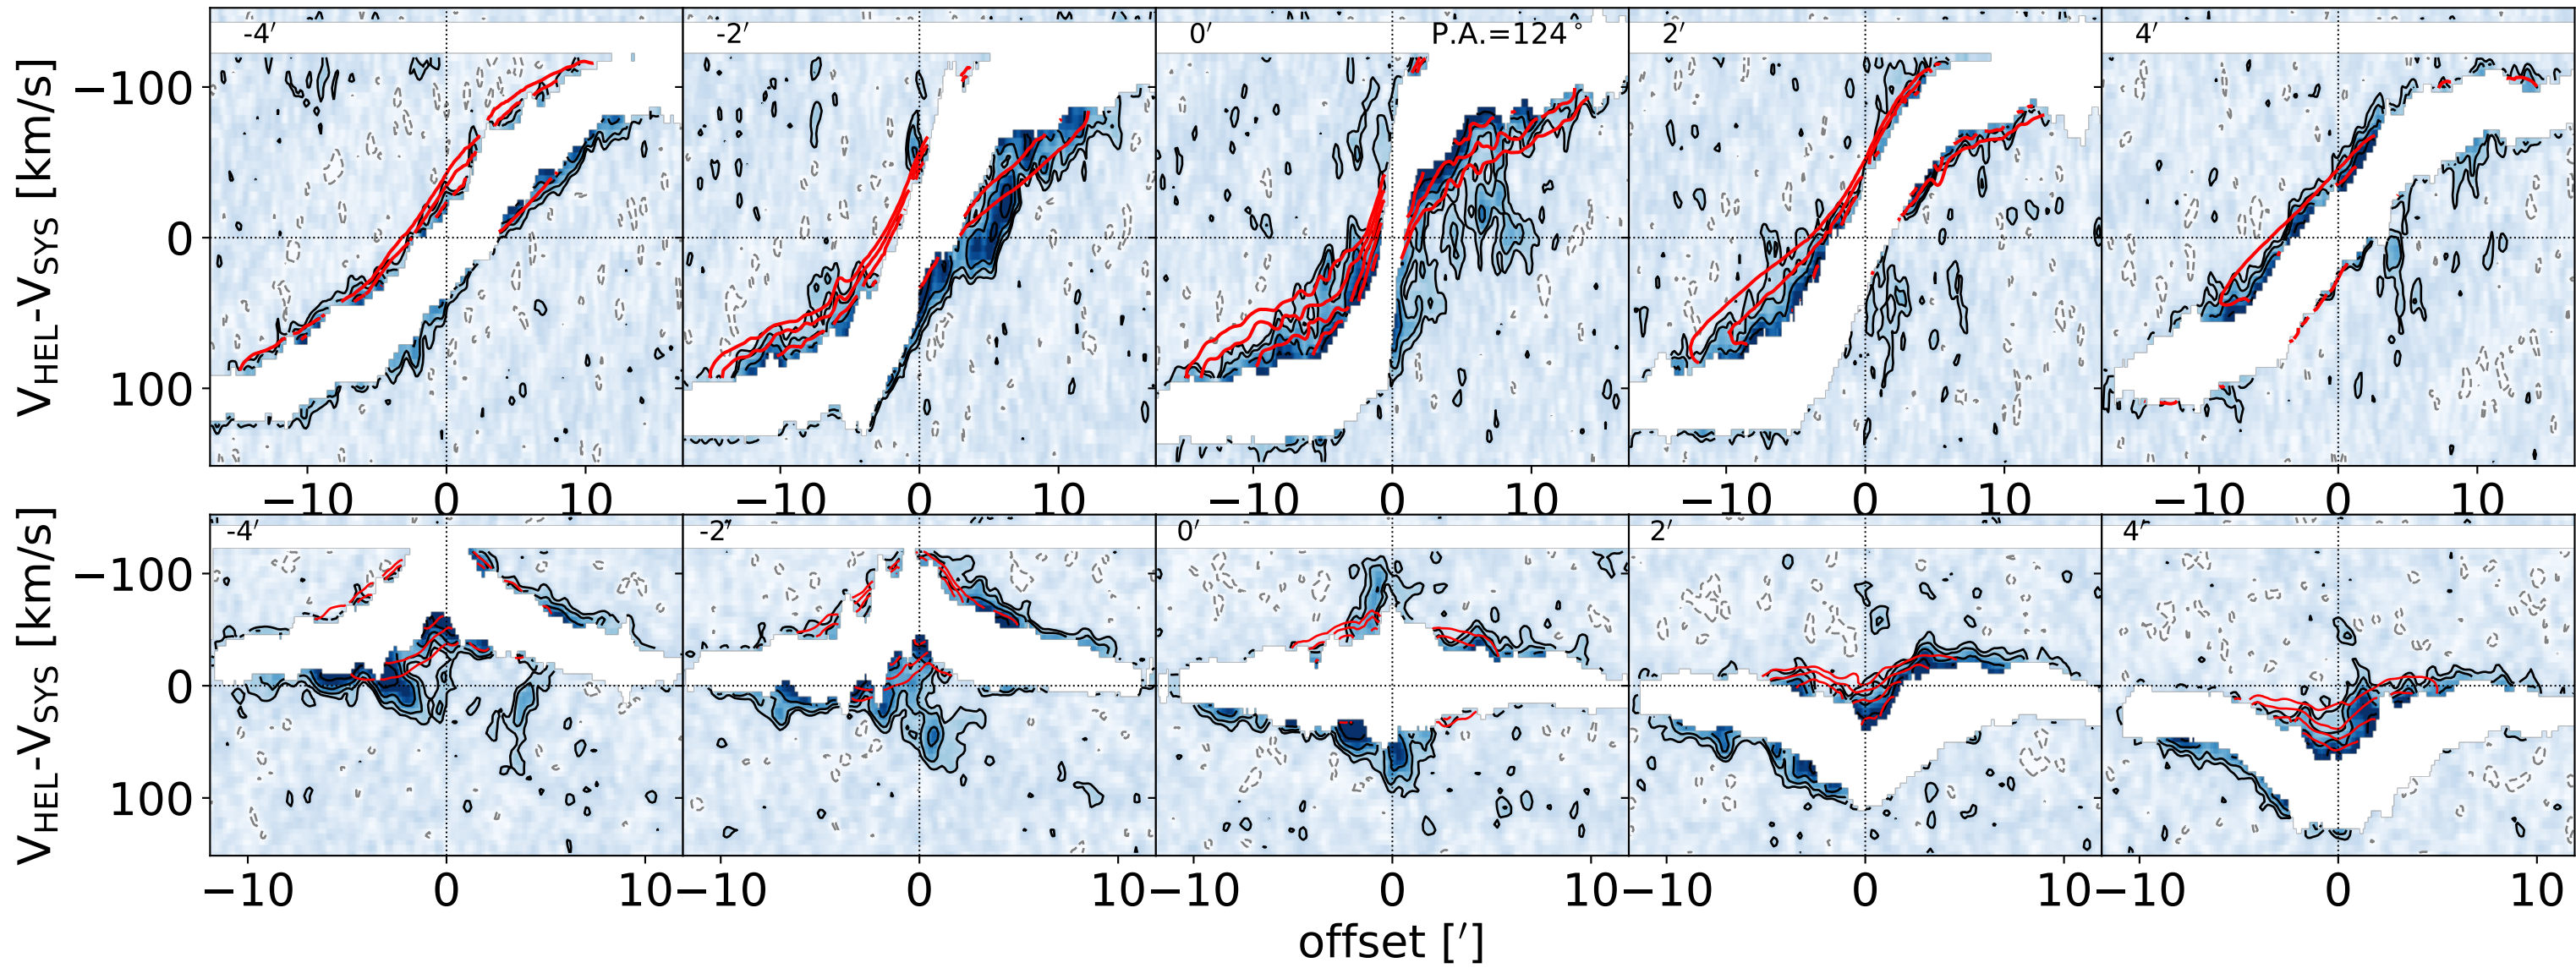 -4′ -2′ 0′ P.A.=124° 2′ 4′
−100
0
100
V_HEL-V_SYS [km/s]
−10 0 10 −10 0 10 −10 0 10 −10 0 10 −10 0 10
-4′ -2′ 0′ 2′ 4′
−100
0
100
V_HEL-V_SYS [km/s]
−10 0 10 −10 0 10 −10 0 10 −10 0 10 −10 0 10
offset [′]